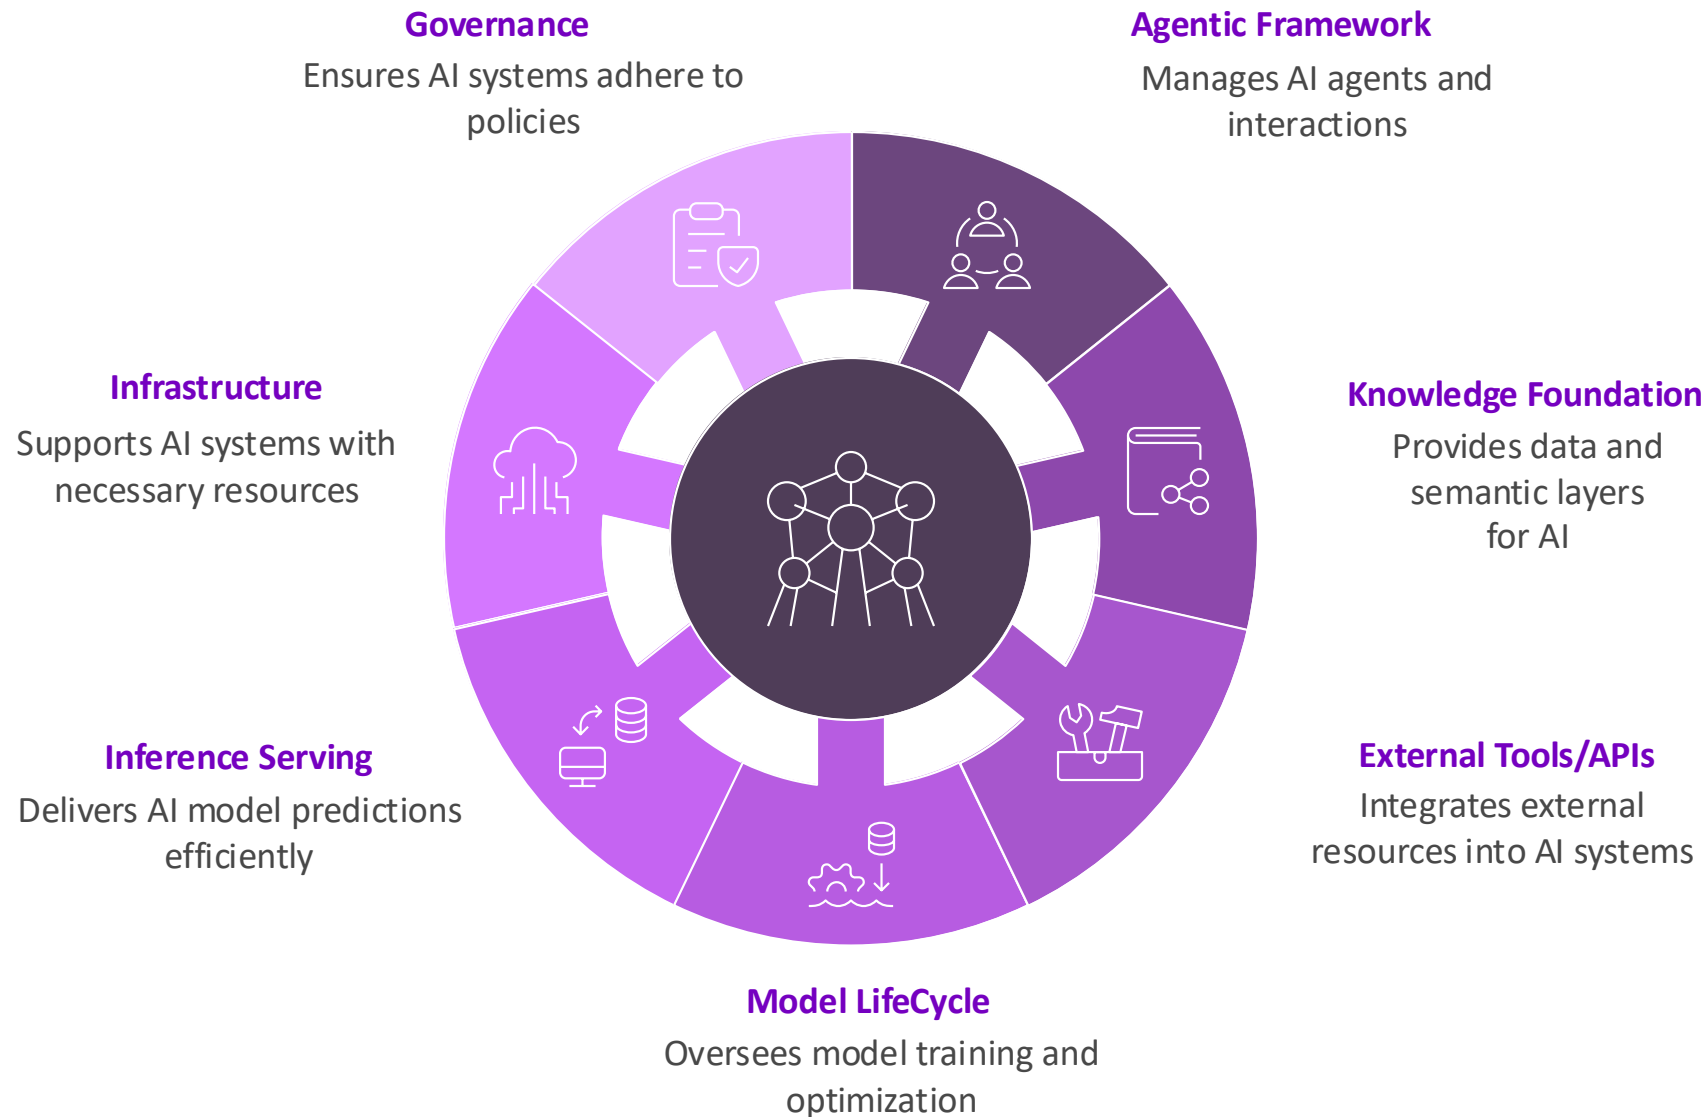 Governance
Ensures AI systems adhere to
policies
Agentic Framework
Manages AI agents and
interactions
Knowledge Foundation
Provides data and
semantic layers
for AI
External Tools/APIs
Integrates external
resources into AI systems
Model LifeCycle
Oversees model training and
optimization
Inference Serving
Delivers AI model predictions
efficiently
Infrastructure
Supports AI systems with
necessary resources